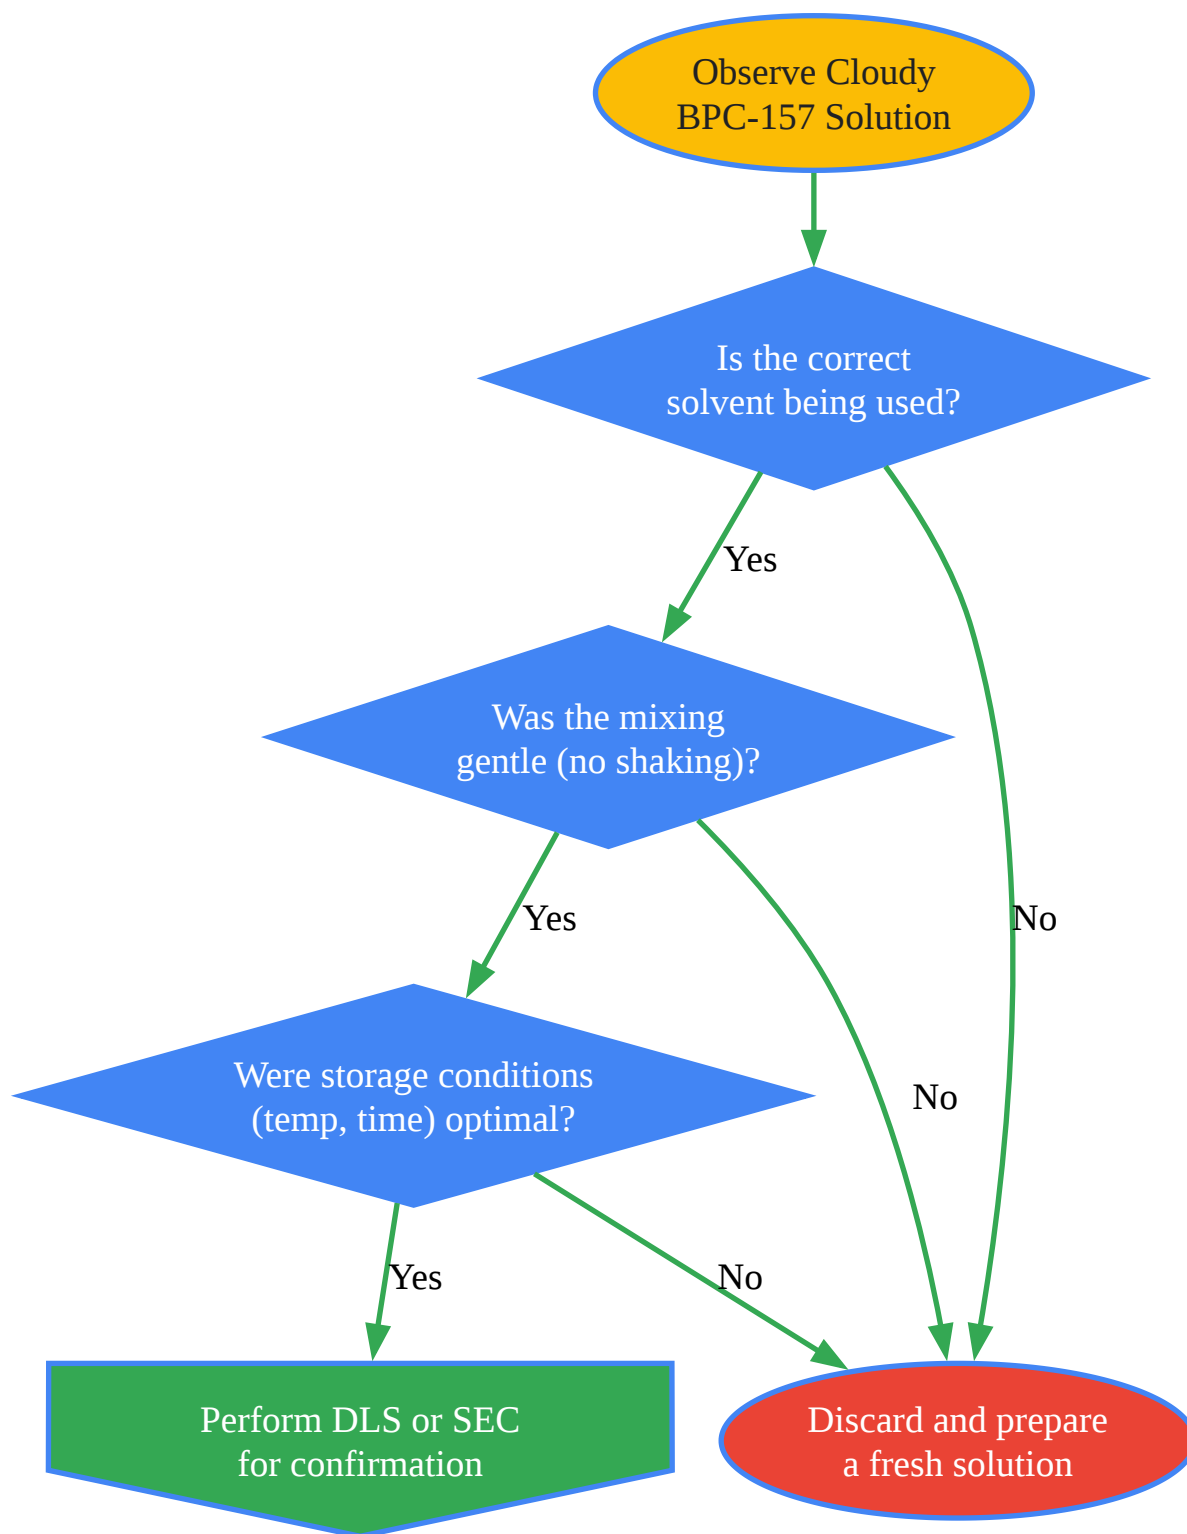 Observe Cloudy
BPC-157 Solution
Is the correct
solvent being used?
Yes
Was the mixing
gentle (no shaking)?
Yes
No
Were storage conditions
(temp, time) optimal?
No
Yes
No
Perform DLS or SEC
for confirmation
Discard and prepare
a fresh solution